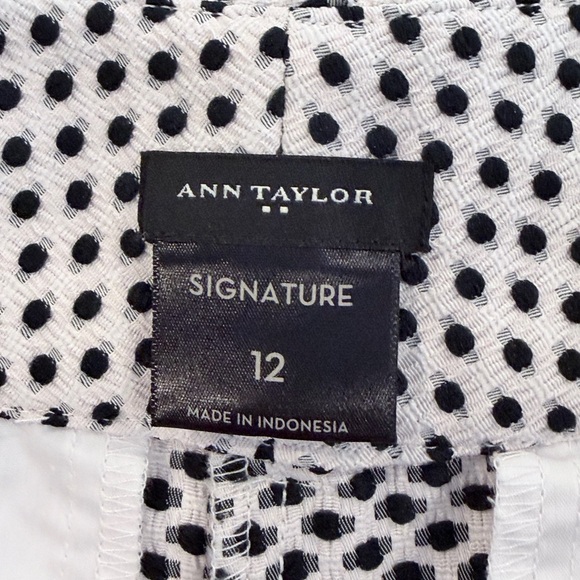 ANN TAYLOR
SIGNATURE
12
MADE IN INDONESIA